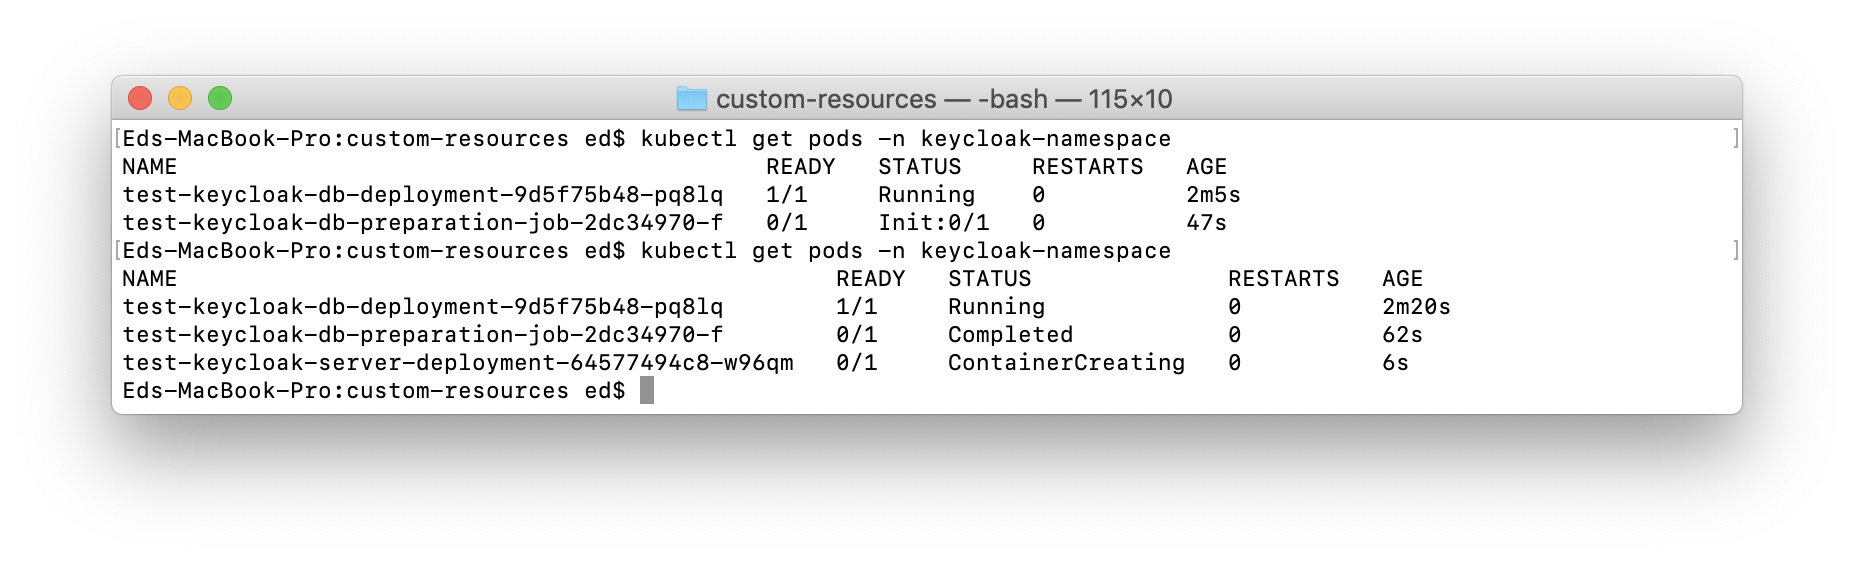 custom-resources — -bash — 115×10
[Eds-MacBook-Pro:custom-resources ed$ kubectl get pods -n keycloak-namespace ]
NAME READY STATUS RESTARTS AGE
test-keycloak-db-deployment-9d5f75b48-pq8lq 1/1 Running 0 2m5s
test-keycloak-db-preparation-job-2dc34970-f 0/1 Init:0/1 0 47s
[Eds-MacBook-Pro:custom-resources ed$ kubectl get pods -n keycloak-namespace ]
NAME READY STATUS RESTARTS AGE
test-keycloak-db-deployment-9d5f75b48-pq8lq 1/1 Running 0 2m20s
test-keycloak-db-preparation-job-2dc34970-f 0/1 Completed 0 62s
test-keycloak-server-deployment-64577494c8-w96qm 0/1 ContainerCreating 0 6s
Eds-MacBook-Pro:custom-resources ed$